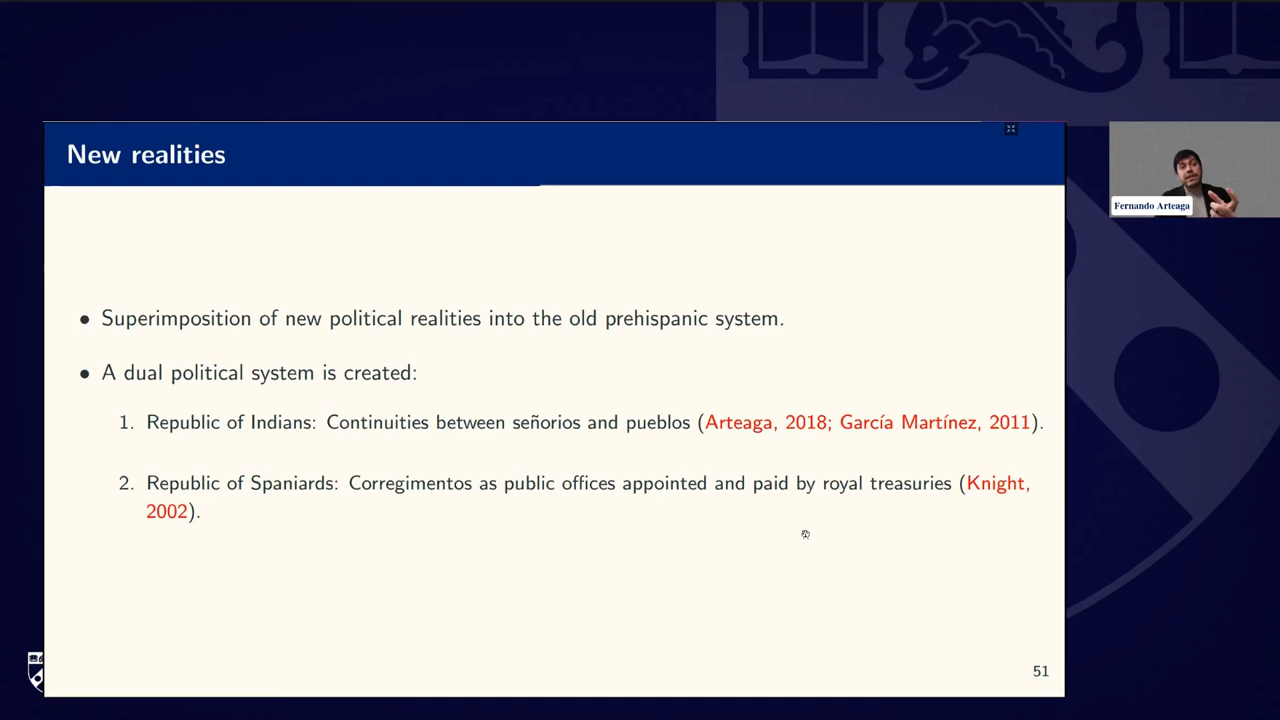 New realities
Fernando Arteaga
• Superimposition of new political realities into the old prehispanic system.
• A dual political system is created:
1. Republic of Indians: Continuities between señorios and pueblos (Arteaga, 2018; García Martínez, 2011).
2. Republic of Spaniards: Corregimentos as public offices appointed and paid by royal treasuries (Knight,
2002).
51